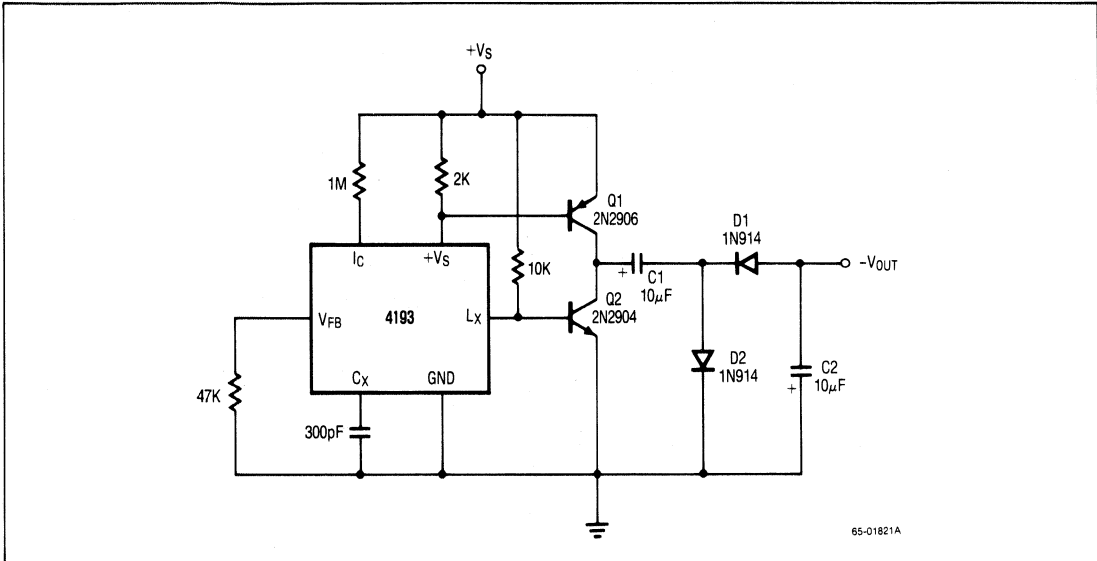 +VS
1M
2K
Q1
2N2906
D1
1N914
IC
+VS
10K
-VOUT
C1
10µF
Q2
2N2904
VFB
4193
LX
D2
1N914
C2
10µF
47K
CX
GND
300pF
+
+
65-01821A